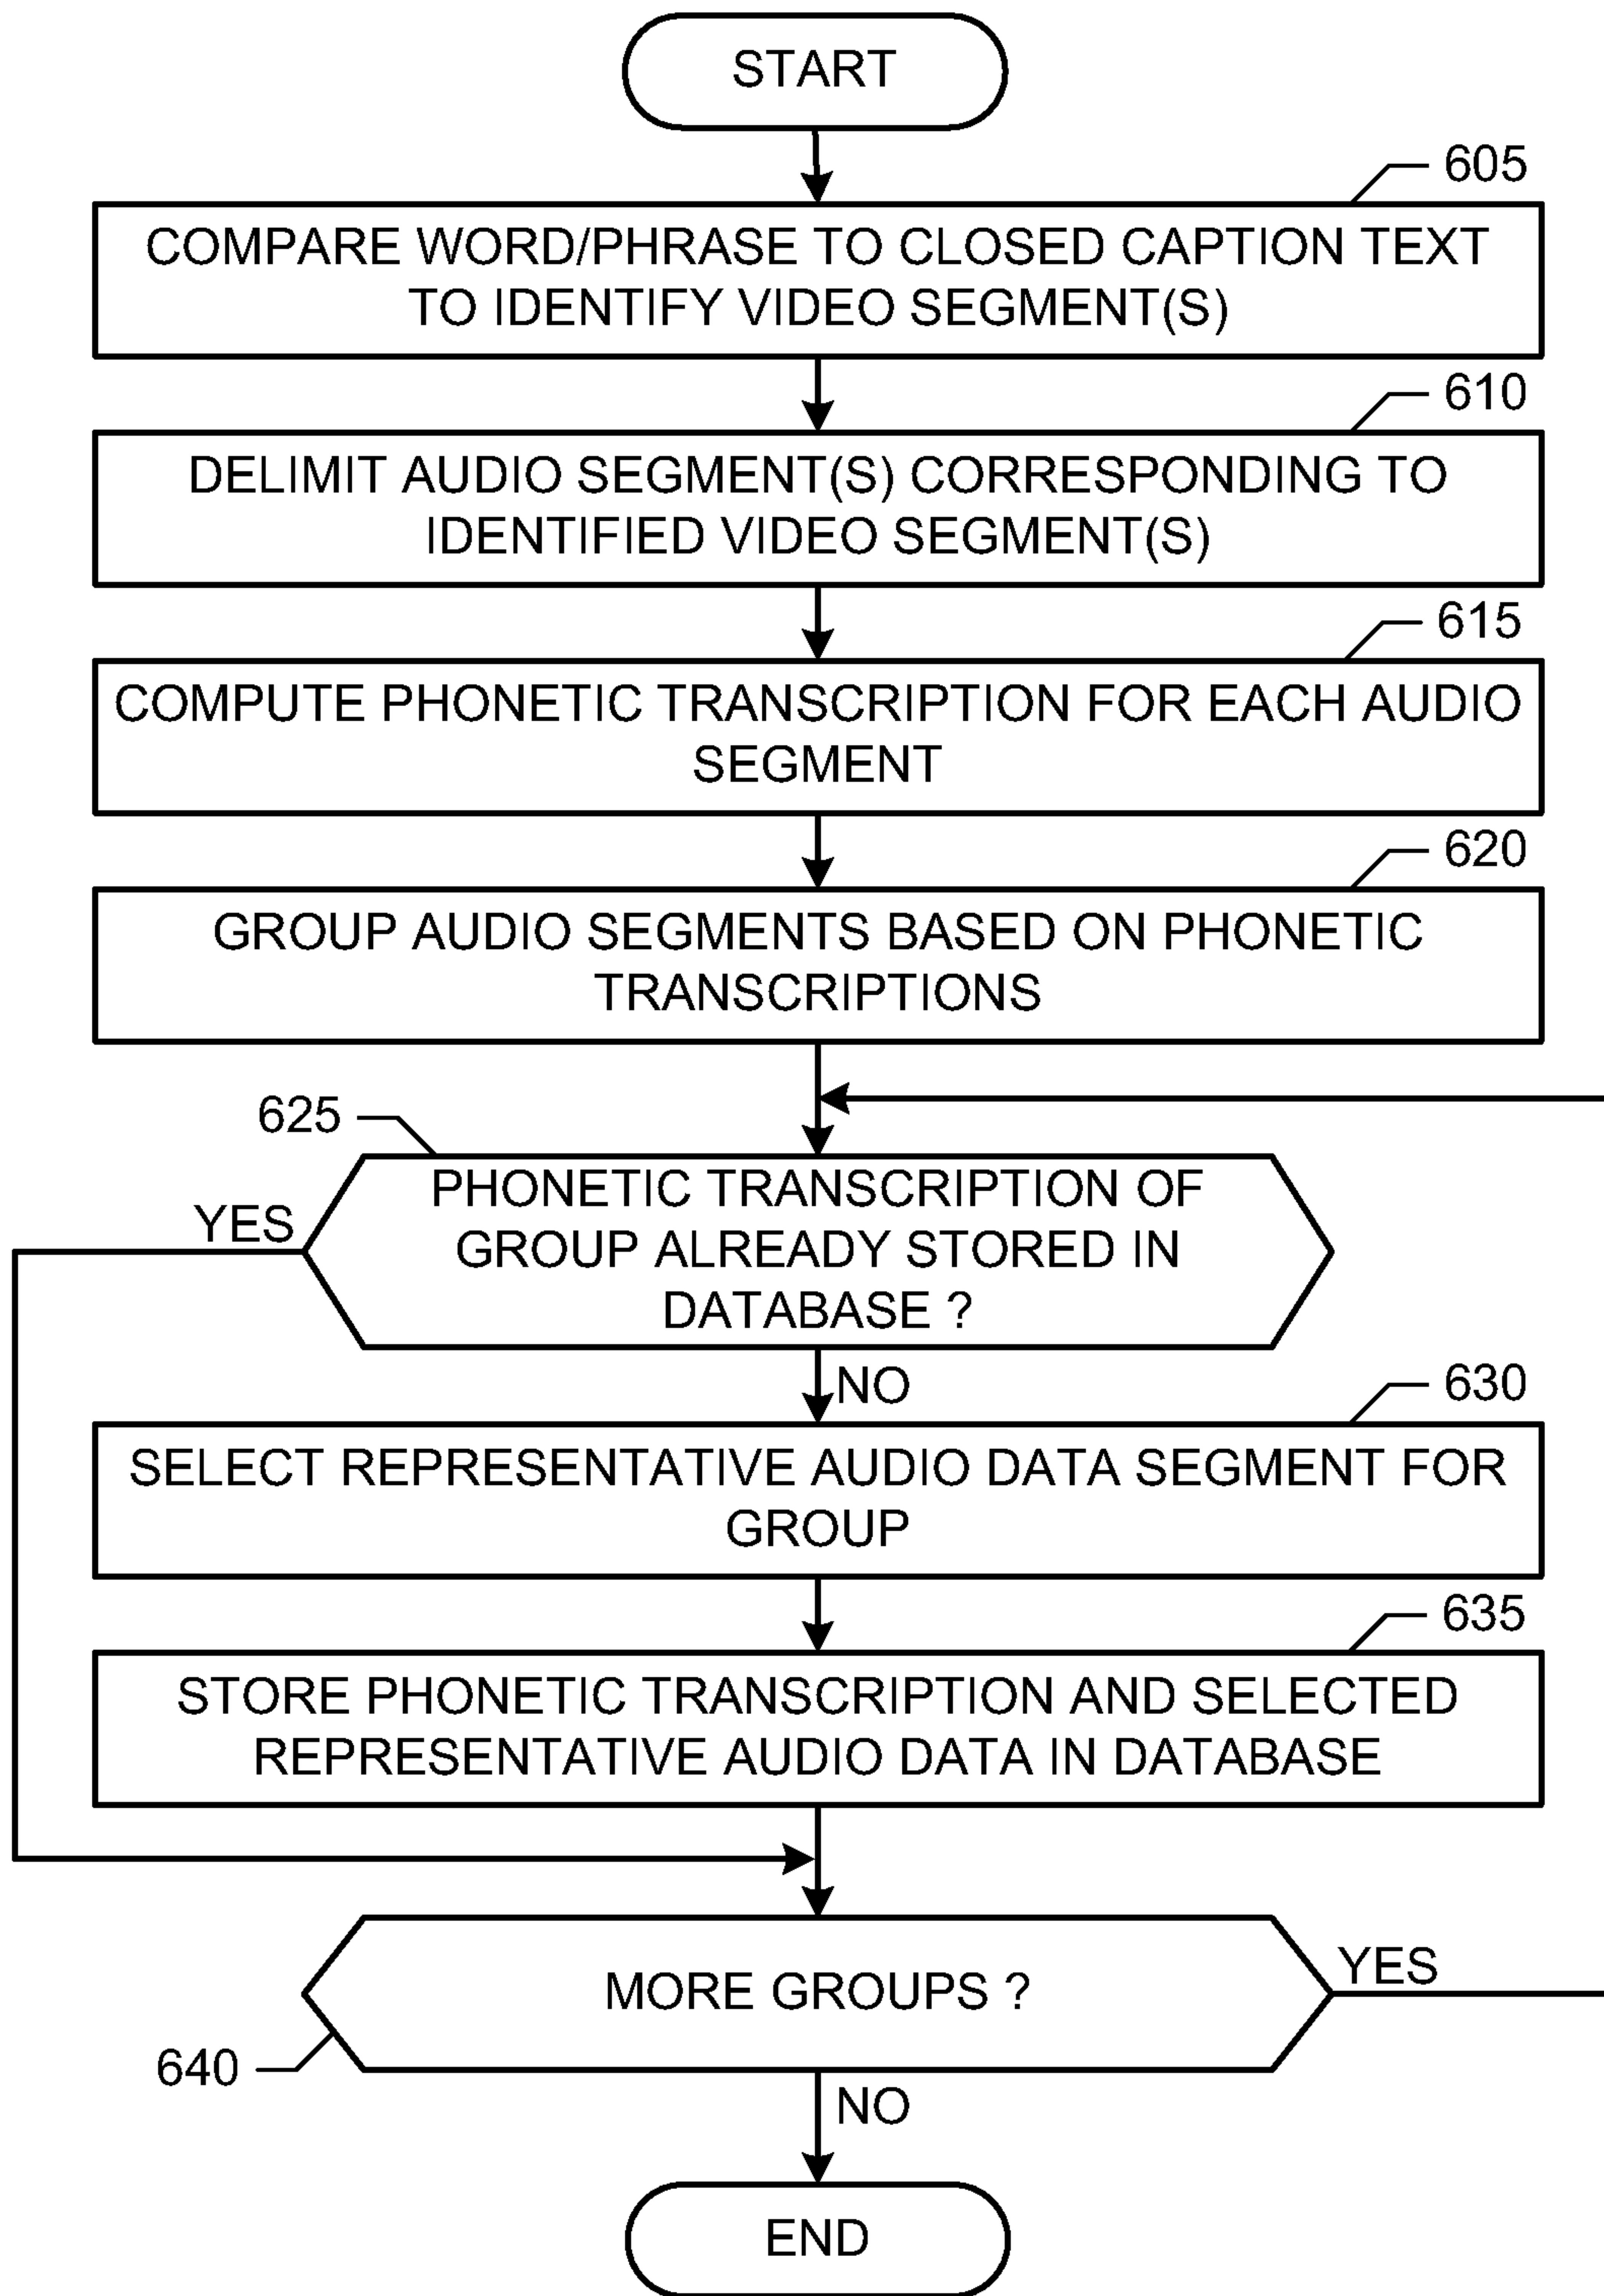 START
605
COMPARE WORD/PHRASE TO CLOSED CAPTION TEXT
TO IDENTIFY VIDEO SEGMENT(S)
610
DELIMIT AUDIO SEGMENT(S) CORRESPONDING TO
IDENTIFIED VIDEO SEGMENT(S)
615
COMPUTE PHONETIC TRANSCRIPTION FOR EACH AUDIO
SEGMENT
620
GROUP AUDIO SEGMENTS BASED ON PHONETIC
TRANSCRIPTIONS
625
YES
PHONETIC TRANSCRIPTION OF
GROUP ALREADY STORED IN
DATABASE ?
NO
630
SELECT REPRESENTATIVE AUDIO DATA SEGMENT FOR
GROUP
635
STORE PHONETIC TRANSCRIPTION AND SELECTED
REPRESENTATIVE AUDIO DATA IN DATABASE
MORE GROUPS ?
YES
640
NO
END